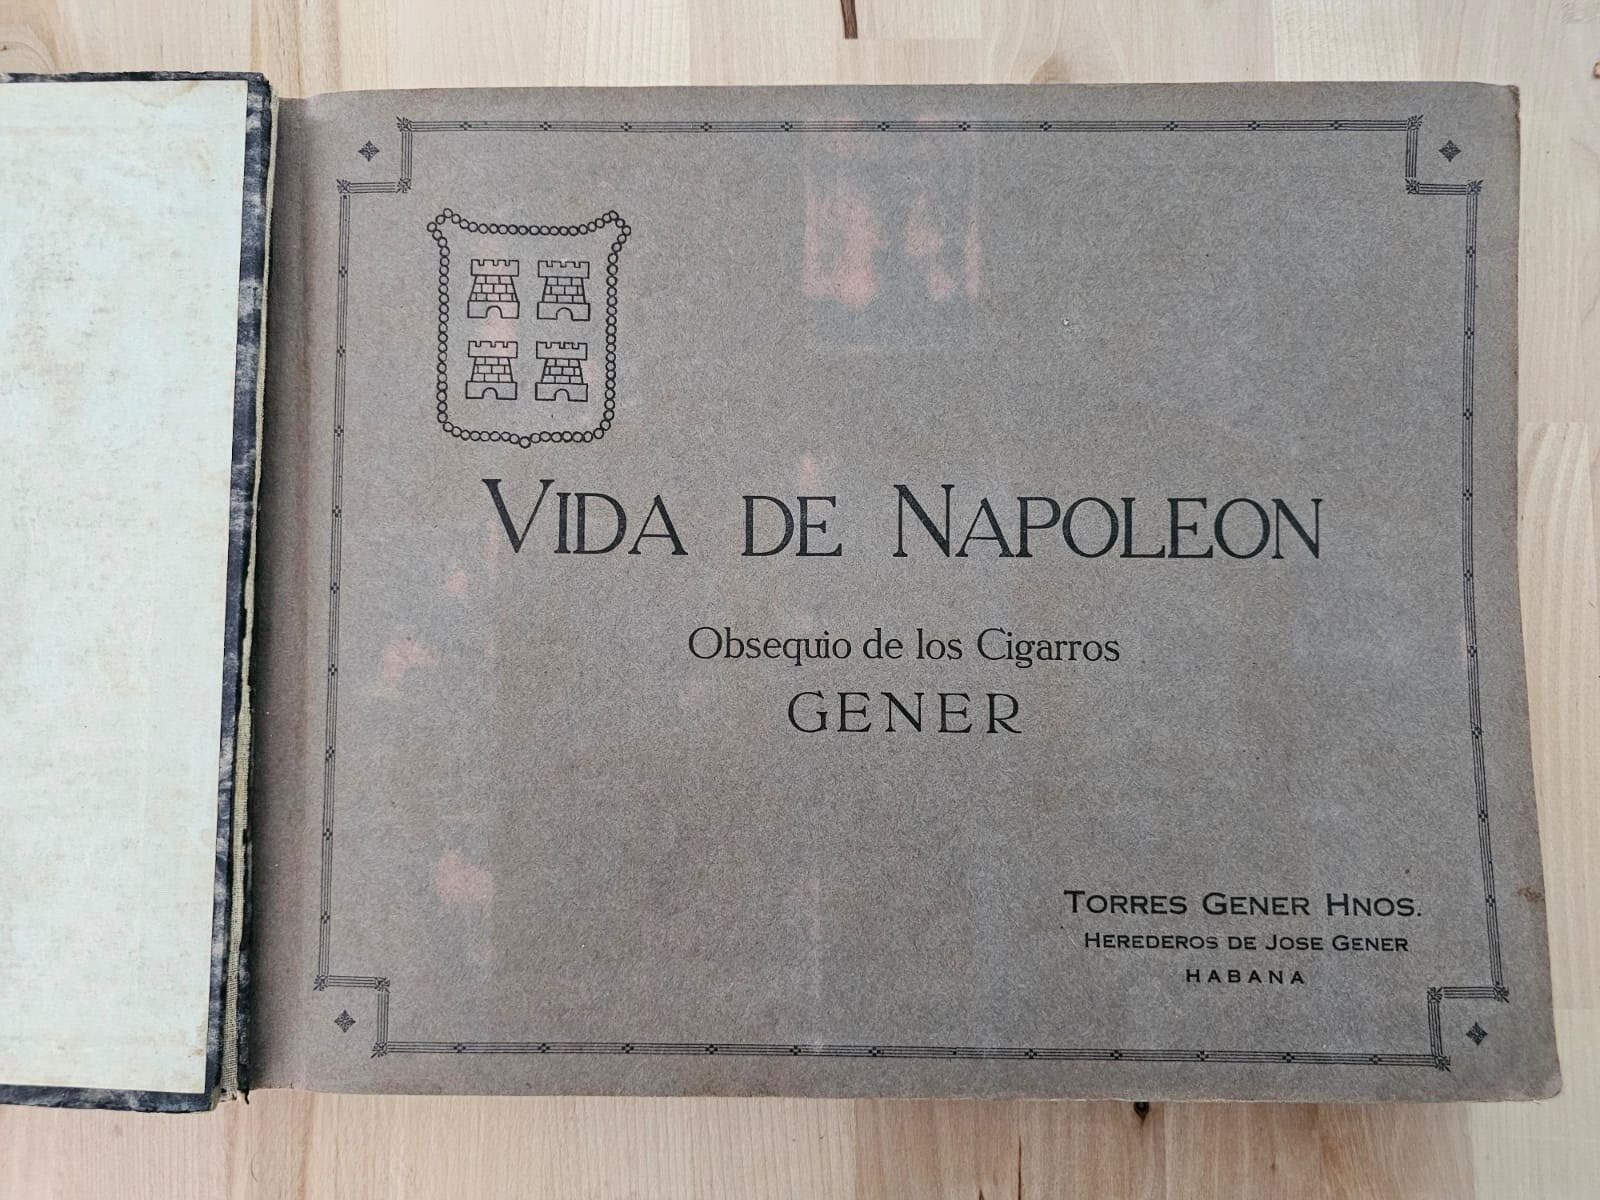 VIDA DE NAPOLEON
Obsequio de los Cigarros
GENER
TORRES GENER HNOS.
HEREDEROS DE JOSE GENER
HABANA